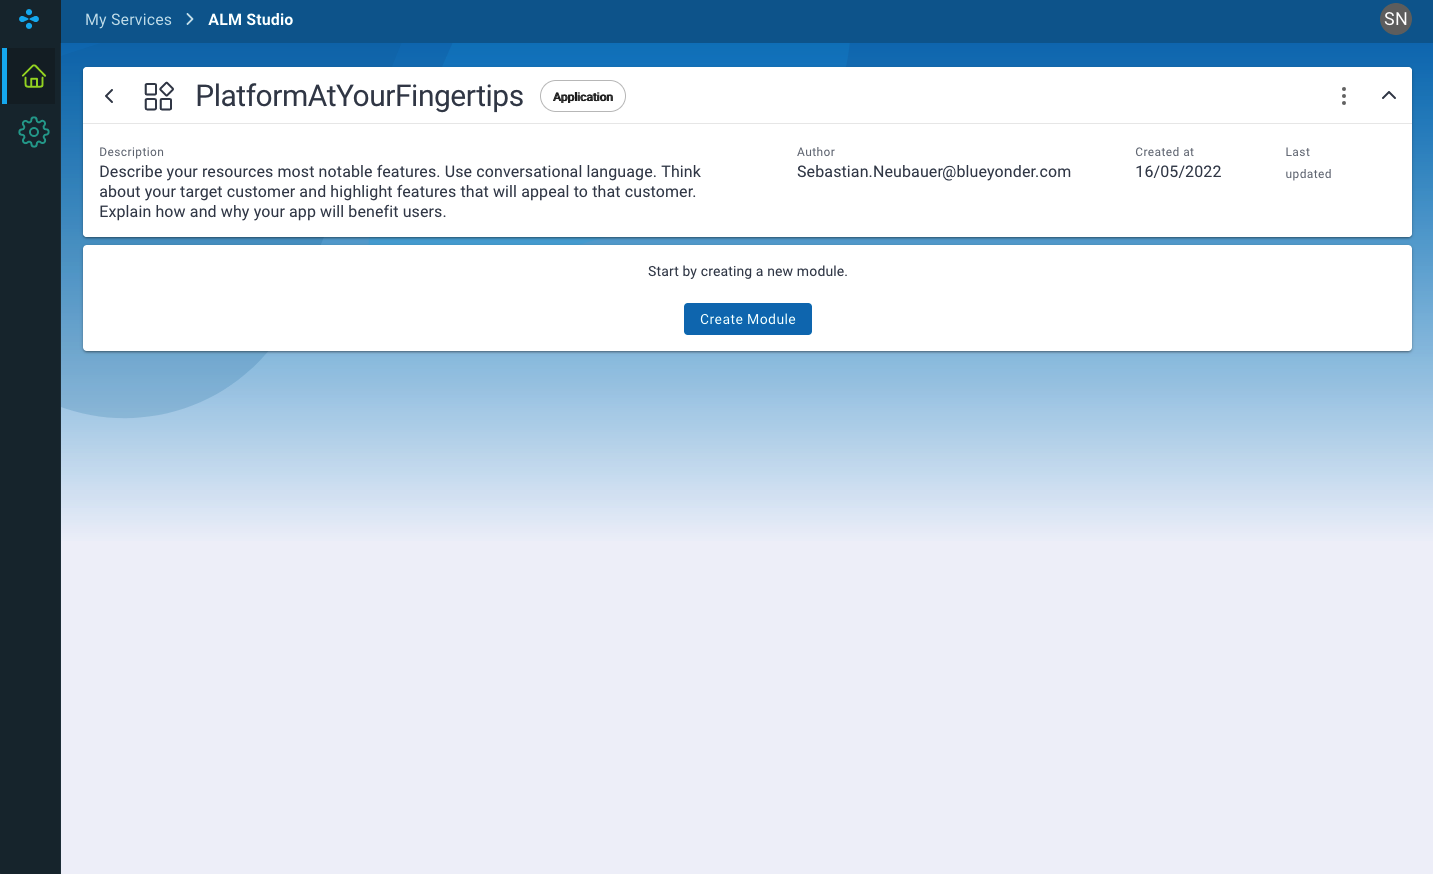 My Services > ALM Studio
SN
PlatformAtYourFingertips
Application
Description
Describe your resources most notable features. Use conversational language. Think
about your target customer and highlight features that will appeal to that customer.
Explain how and why your app will benefit users.
Author
Sebastian.Neubauer@blueyonder.com
Created at
16/05/2022
Last
updated
Start by creating a new module.
Create Module